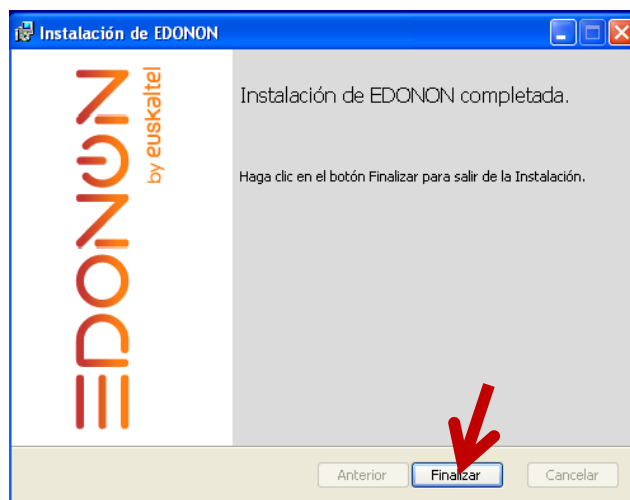 Instalación de EDONON
EDONON
by euskaltel
Instalación de EDONON completada.
Haga clic en el botón Finalizar para salir de la Instalación.
Anterior
Finalizar
Cancelar